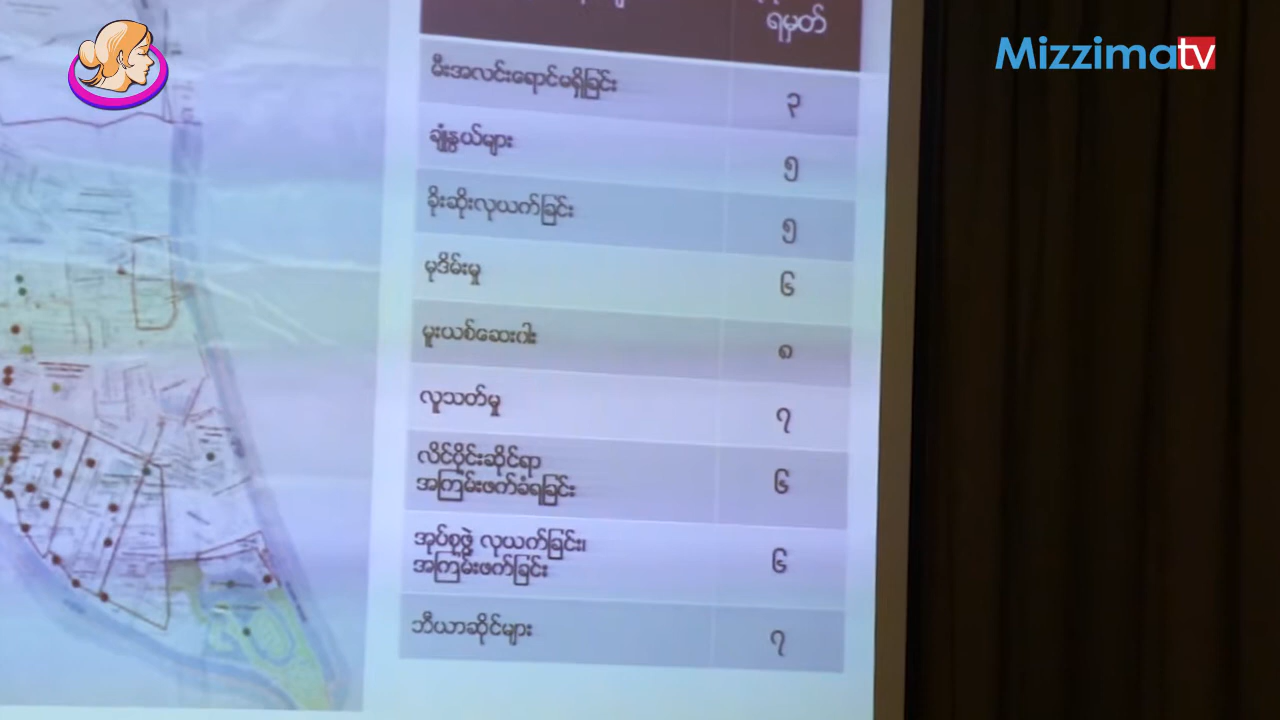 Mizzima tv
ရမှတ်
မီးအလင်းရောင်မရှိခြင်း
၃
ချုံနွယ်များ
၅
ခိုးဆိုးလုယက်ခြင်း
၅
မုဒိမ်းမှု
၆
မူးယစ်ဆေးဝါး
၈
လူသတ်မှု
၇
လိင်ပိုင်းဆိုင်ရာ
အကြမ်းဖက်ခံရခြင်း
၆
အုပ်စုဖွဲ့ လုယက်ခြင်း၊
အကြမ်းဖက်ခြင်း
၆
ဘီယာဆိုင်များ
၇